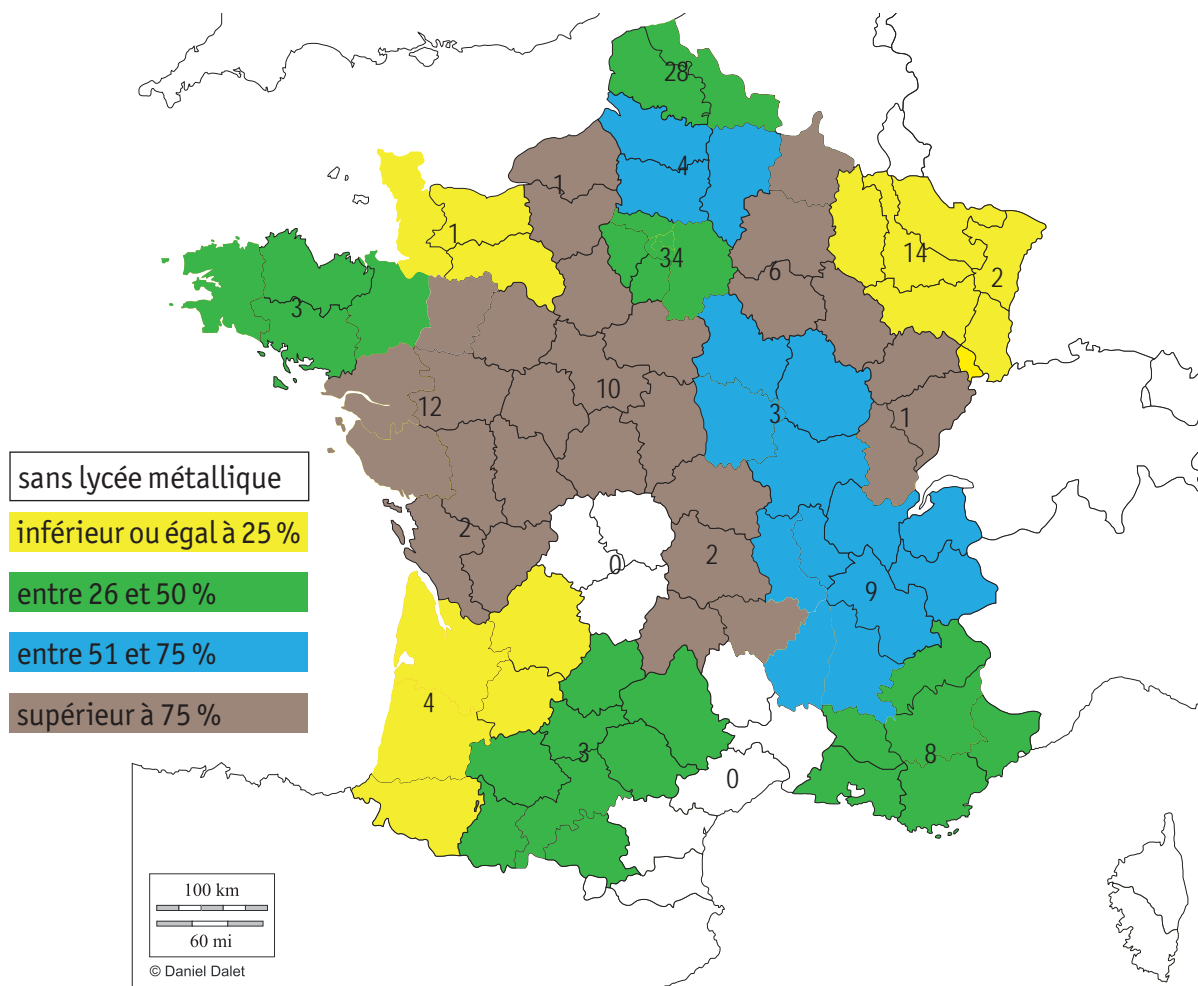 28
1
4
1
34
6
14
2
3
12
10
3
1
2
0
2
9
4
3
0
8
sans lycée métallique
inférieur ou égal à 25 %
entre 26 et 50 %
entre 51 et 75 %
supérieur à 75 %
100 km
60 mi
© Daniel Dalet